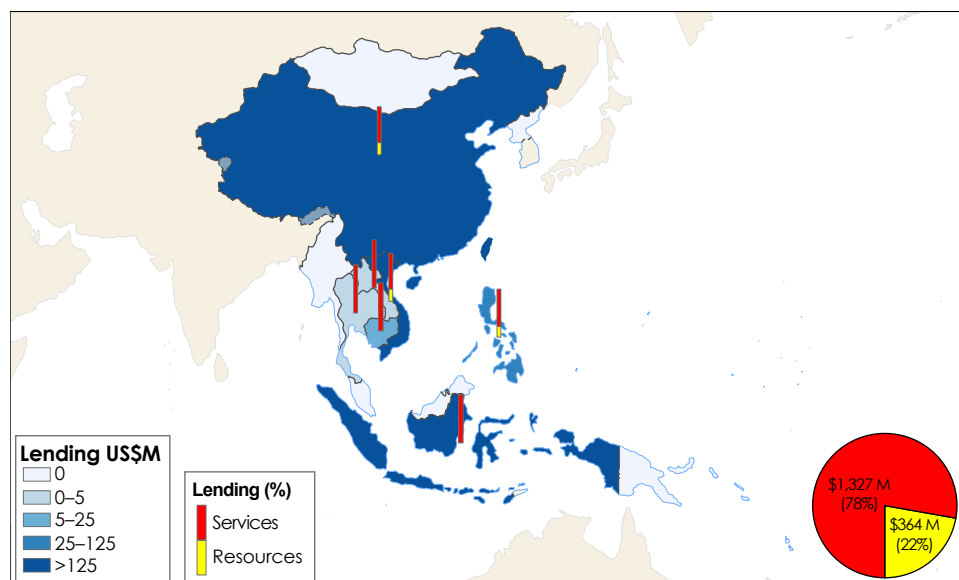 Lending US$M
0
0–5
5–25
25–125
>125
Lending (%)
Services
Resources
$1,327 M
(78%)
$364 M
(22%)